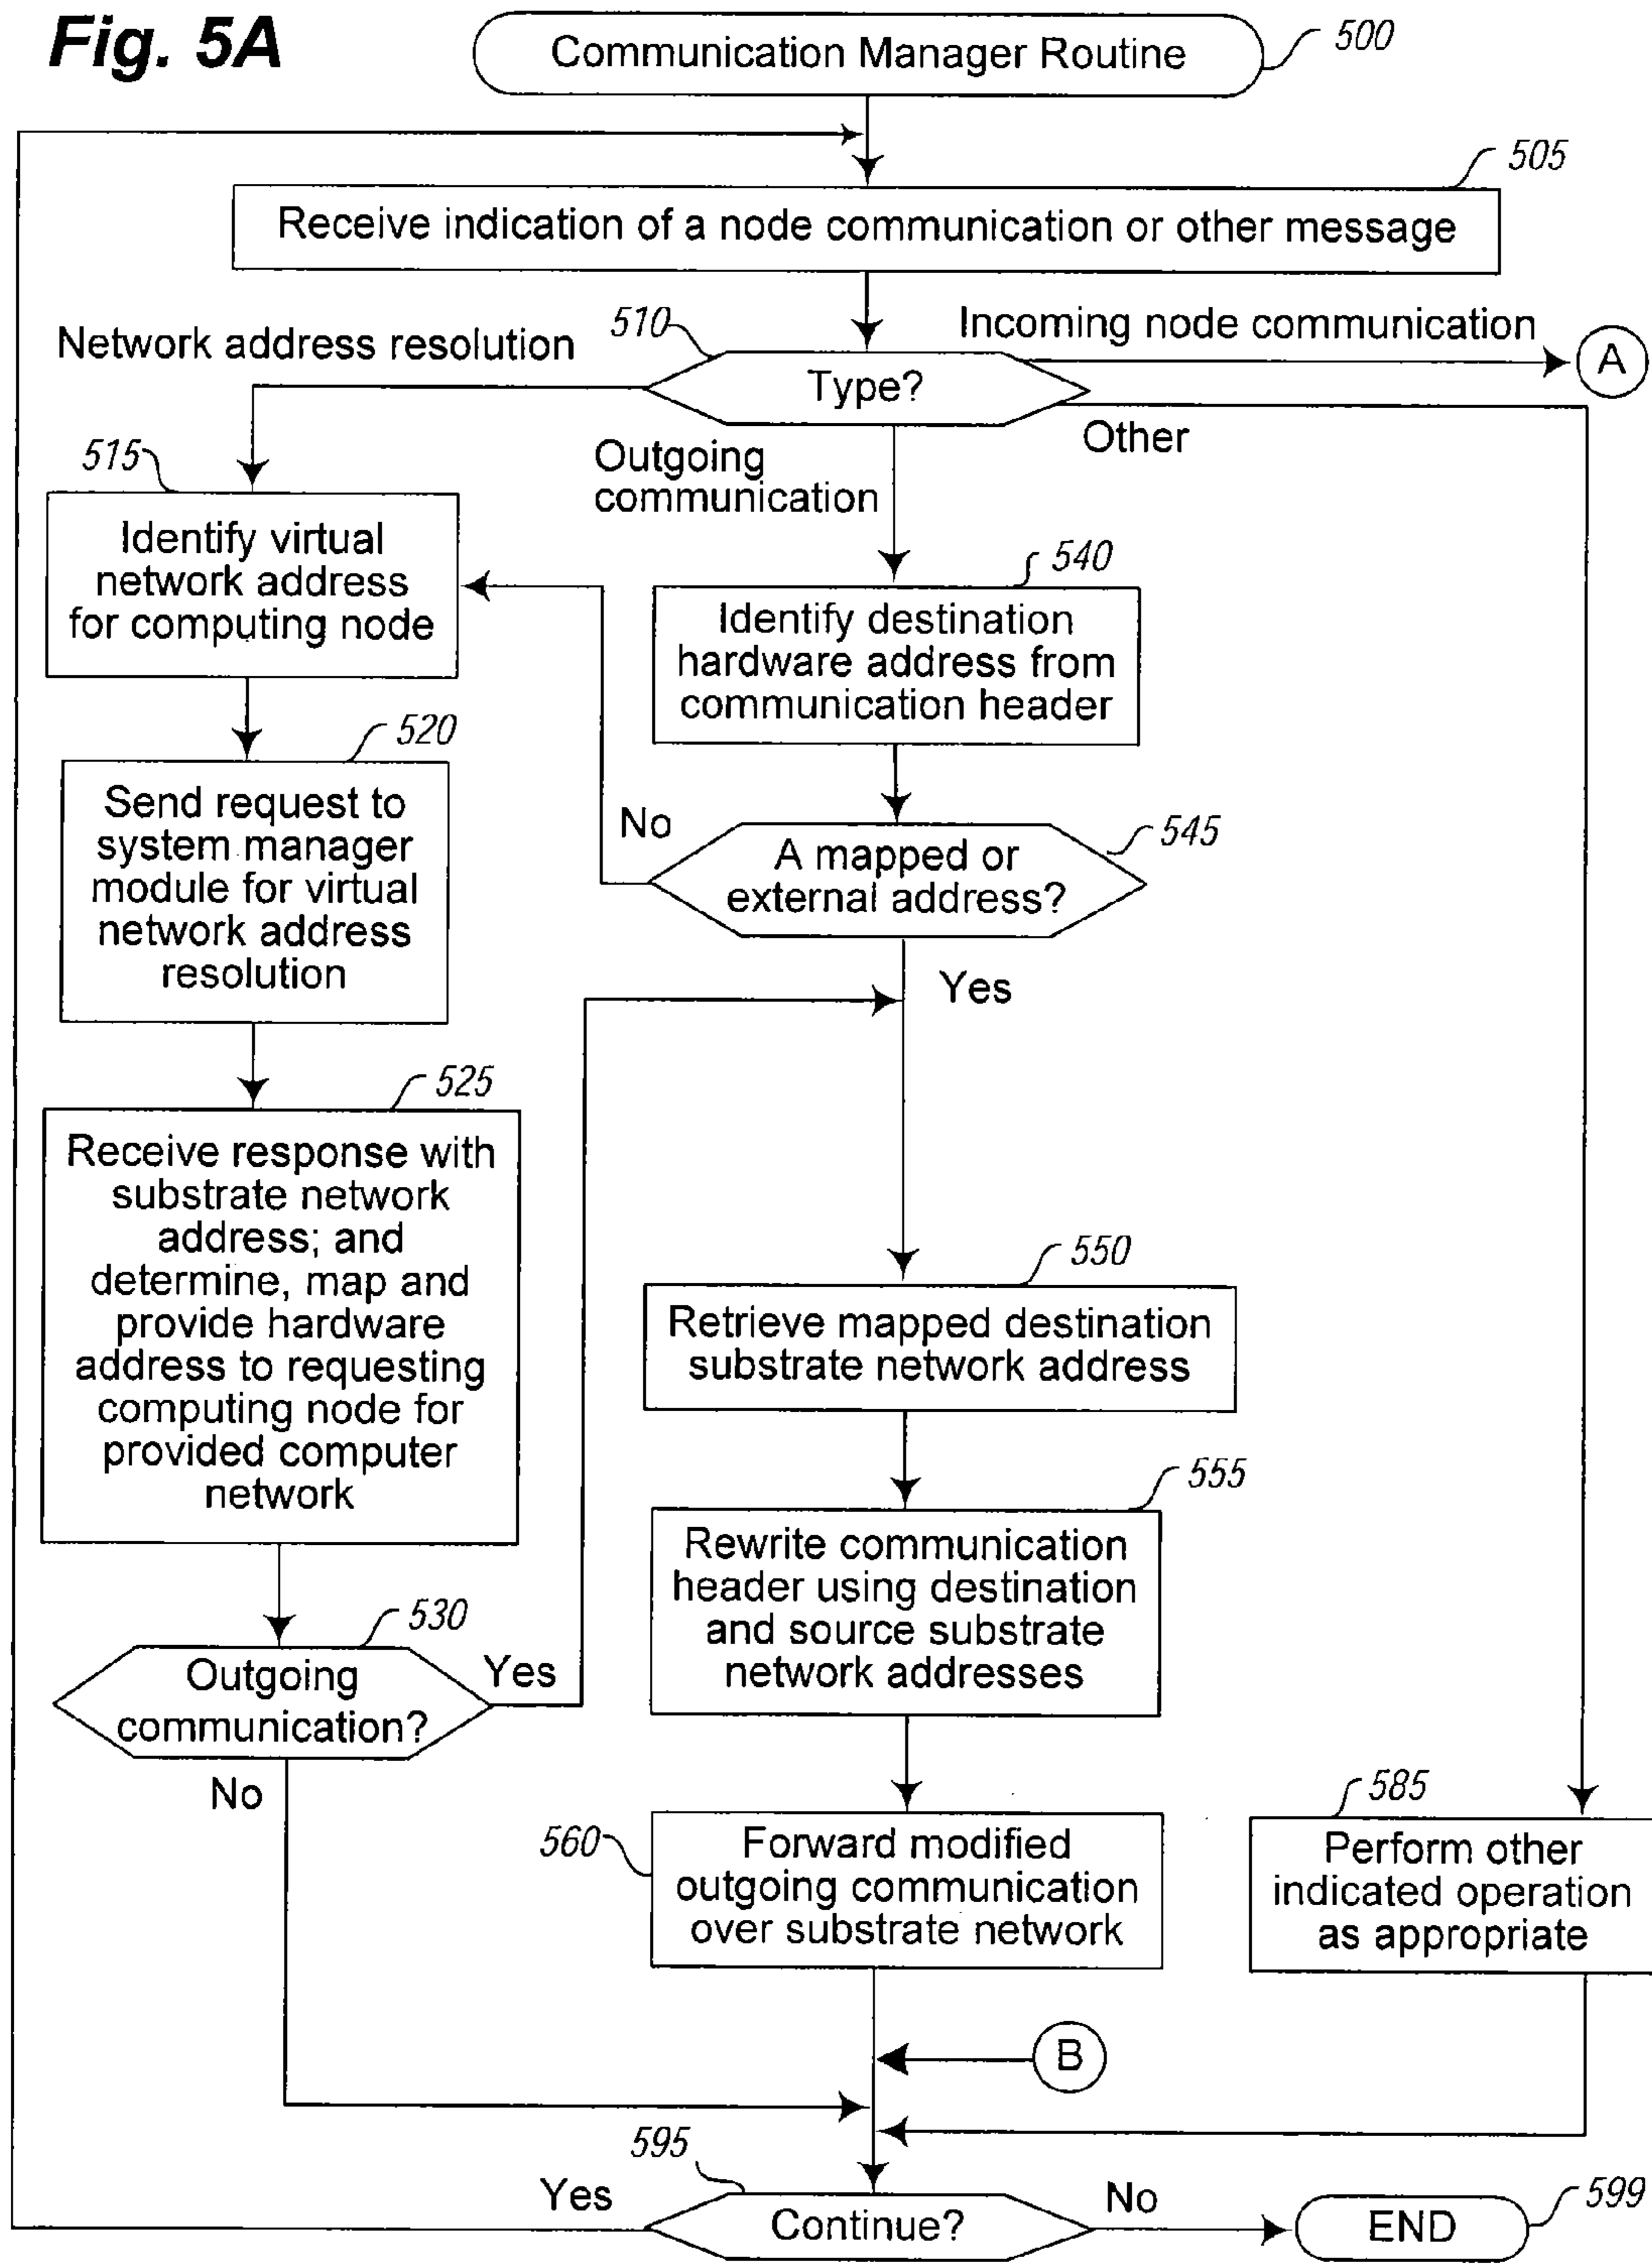 Fig. 5A
Communication Manager Routine
500
505
Receive indication of a node communication or other message
Network address resolution
510
Incoming node communication
A
Type?
Other
Outgoing
communication
515
Identify virtual
network address
for computing node
540
Identify destination
hardware address from
communication header
520
Send request to
system manager
module for virtual
network address
resolution
No
545
A mapped or
external address?
Yes
525
Receive response with
substrate network
address; and
determine, map and
provide hardware
address to requesting
computing node for
provided computer
network
550
Retrieve mapped destination
substrate network address
555
Rewrite communication
header using destination
and source substrate
network addresses
530
Outgoing
communication?
Yes
No
560
Forward modified
outgoing communication
over substrate network
585
Perform other
indicated operation
as appropriate
B
595
Yes
Continue?
No
END
599